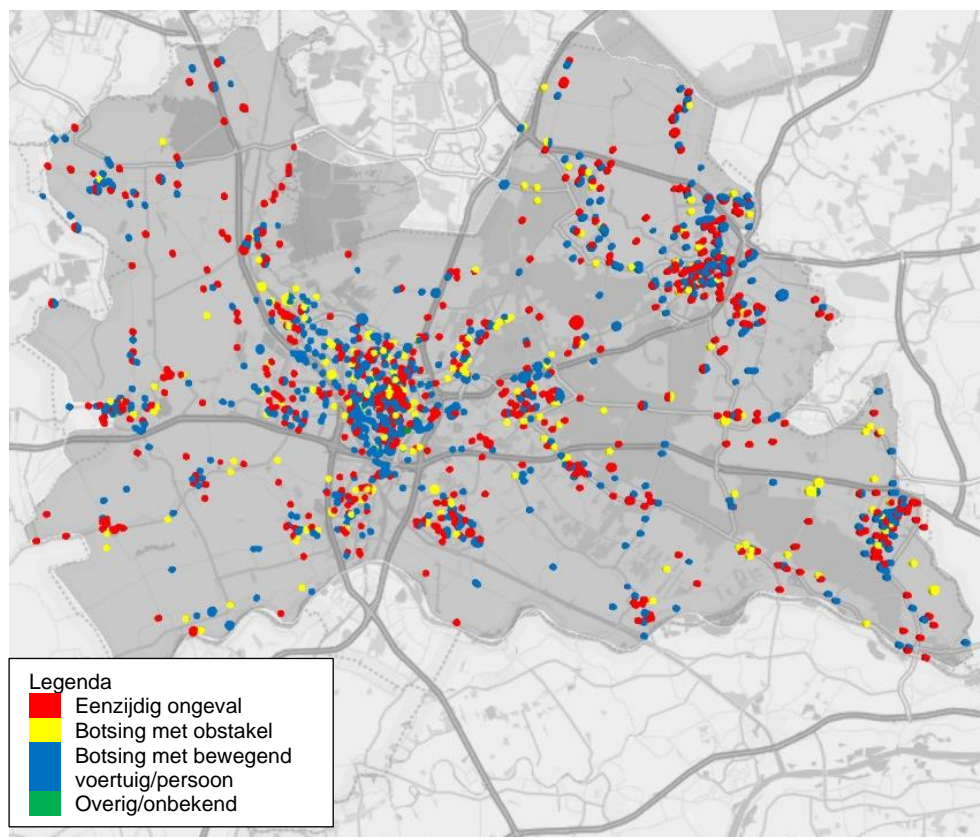 Legenda
Eenzijdig ongeval
Botsing met obstakel
Botsing met bewegend
voertuig/persoon
Overig/onbekend